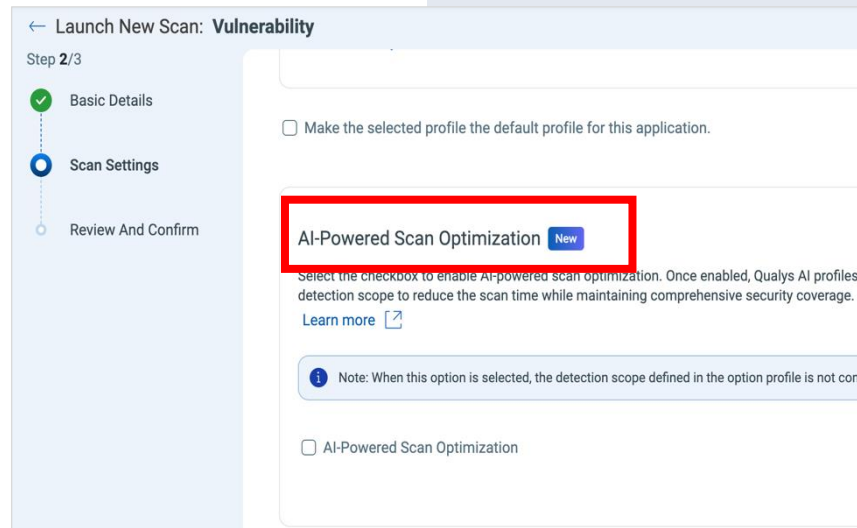 ← Launch New Scan: Vulnerability
Step 2/3
Basic Details
Scan Settings
Review And Confirm
Make the selected profile the default profile for this application.
AI-Powered Scan Optimization New
Select the checkbox to enable AI-powered scan optimization. Once enabled, Qualys AI profiles
detection scope to reduce the scan time while maintaining comprehensive security coverage.
Learn more
Note: When this option is selected, the detection scope defined in the option profile is not
AI-Powered Scan Optimization